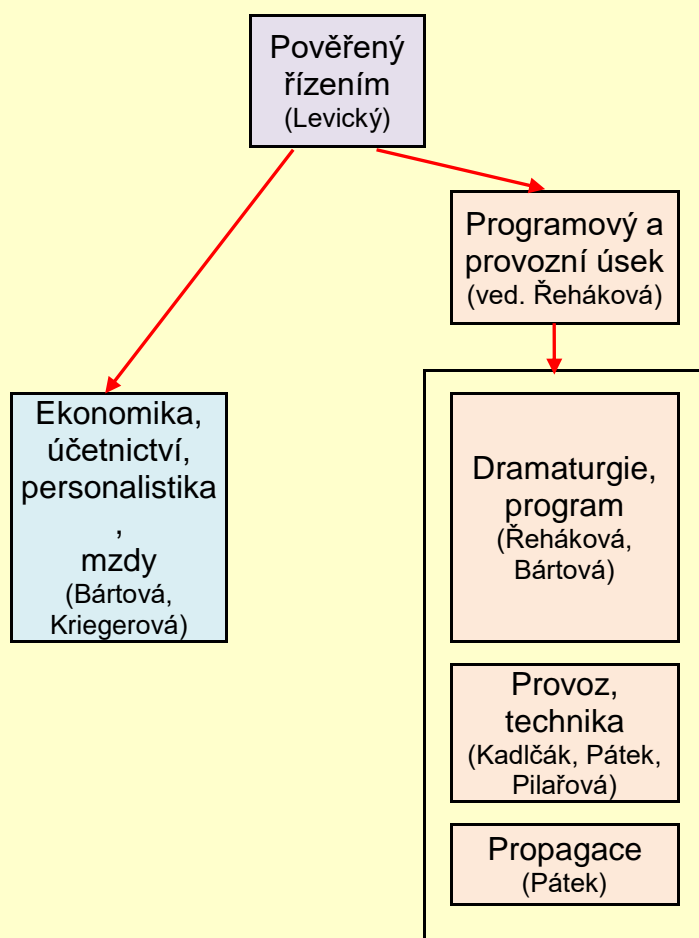 Pověřený
řízením
(Levický)
Programový a
provozní úsek
(ved. Řeháková)
Ekonomika,
účetnictví,
personalistika
,
mzdy
(Bártová,
Kriegerová)
Dramaturgie,
program
(Řeháková,
Bártová)
Provoz,
technika
(Kadlčák, Pátek,
Pilařová)
Propagace
(Pátek)